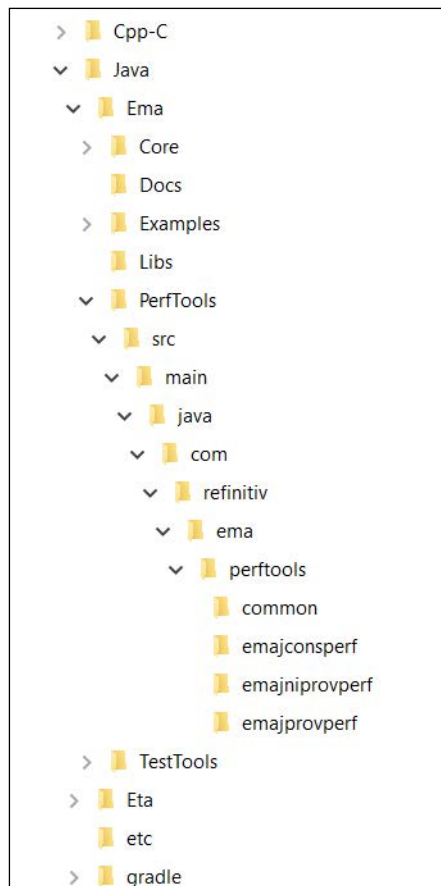 Cpp-C
Java
Ema
Core
Docs
Examples
Libs
PerfTools
src
main
java
com
refinitiv
ema
perftools
common
emajconsperf
emajniprovperf
emajprovperf
TestTools
Eta
etc
gradle